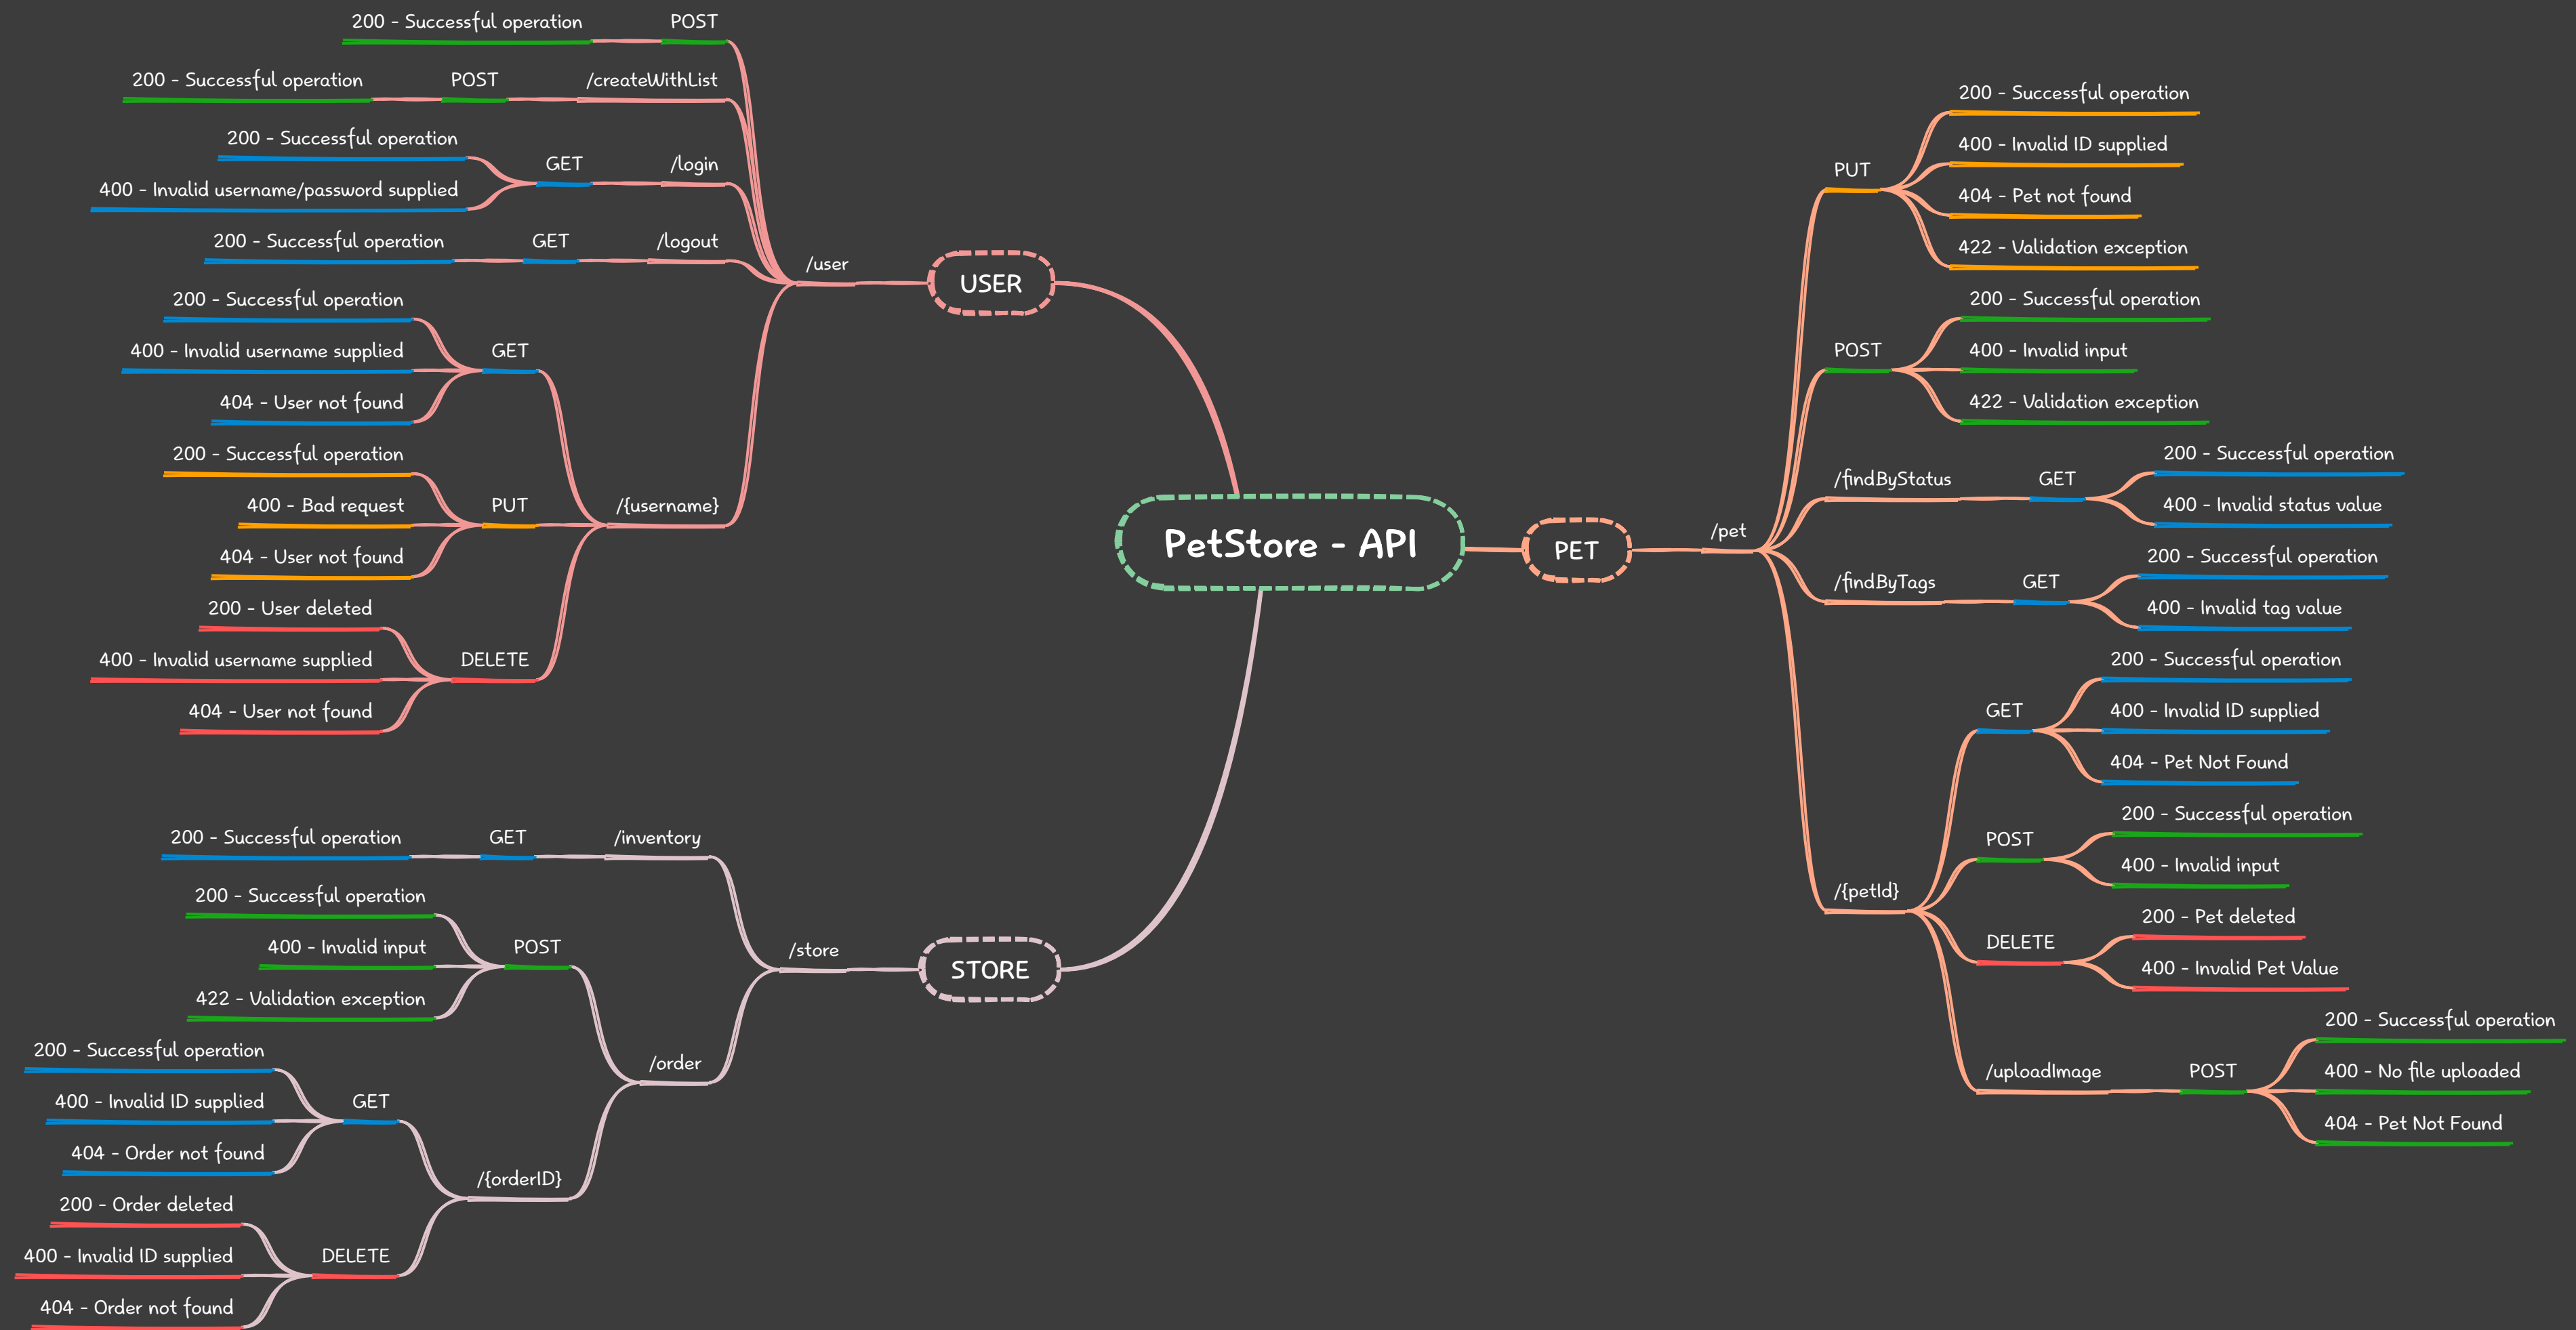 PetStore - API
USER
/user
POST
200 - Successful operation
/createWithList
POST
200 - Successful operation
/login
GET
200 - Successful operation
400 - Invalid username/password supplied
/logout
GET
200 - Successful operation
/{username}
GET
200 - Successful operation
400 - Invalid username supplied
404 - User not found
PUT
200 - Successful operation
400 - Bad request
404 - User not found
DELETE
200 - User deleted
400 - Invalid username supplied
404 - User not found
STORE
/store
/inventory
GET
200 - Successful operation
/order
POST
200 - Successful operation
400 - Invalid input
422 - Validation exception
/{orderID}
GET
200 - Successful operation
400 - Invalid ID supplied
404 - Order not found
DELETE
200 - Order deleted
400 - Invalid ID supplied
404 - Order not found
PET
/pet
PUT
200 - Successful operation
400 - Invalid ID supplied
404 - Pet not found
422 - Validation exception
POST
200 - Successful operation
400 - Invalid input
422 - Validation exception
/findByStatus
GET
200 - Successful operation
400 - Invalid status value
/findByTags
GET
200 - Successful operation
400 - Invalid tag value
/{petId}
GET
200 - Successful operation
400 - Invalid ID supplied
404 - Pet Not Found
POST
200 - Successful operation
400 - Invalid input
DELETE
200 - Pet deleted
400 - Invalid Pet Value
/uploadImage
POST
200 - Successful operation
400 - No file uploaded
404 - Pet Not Found